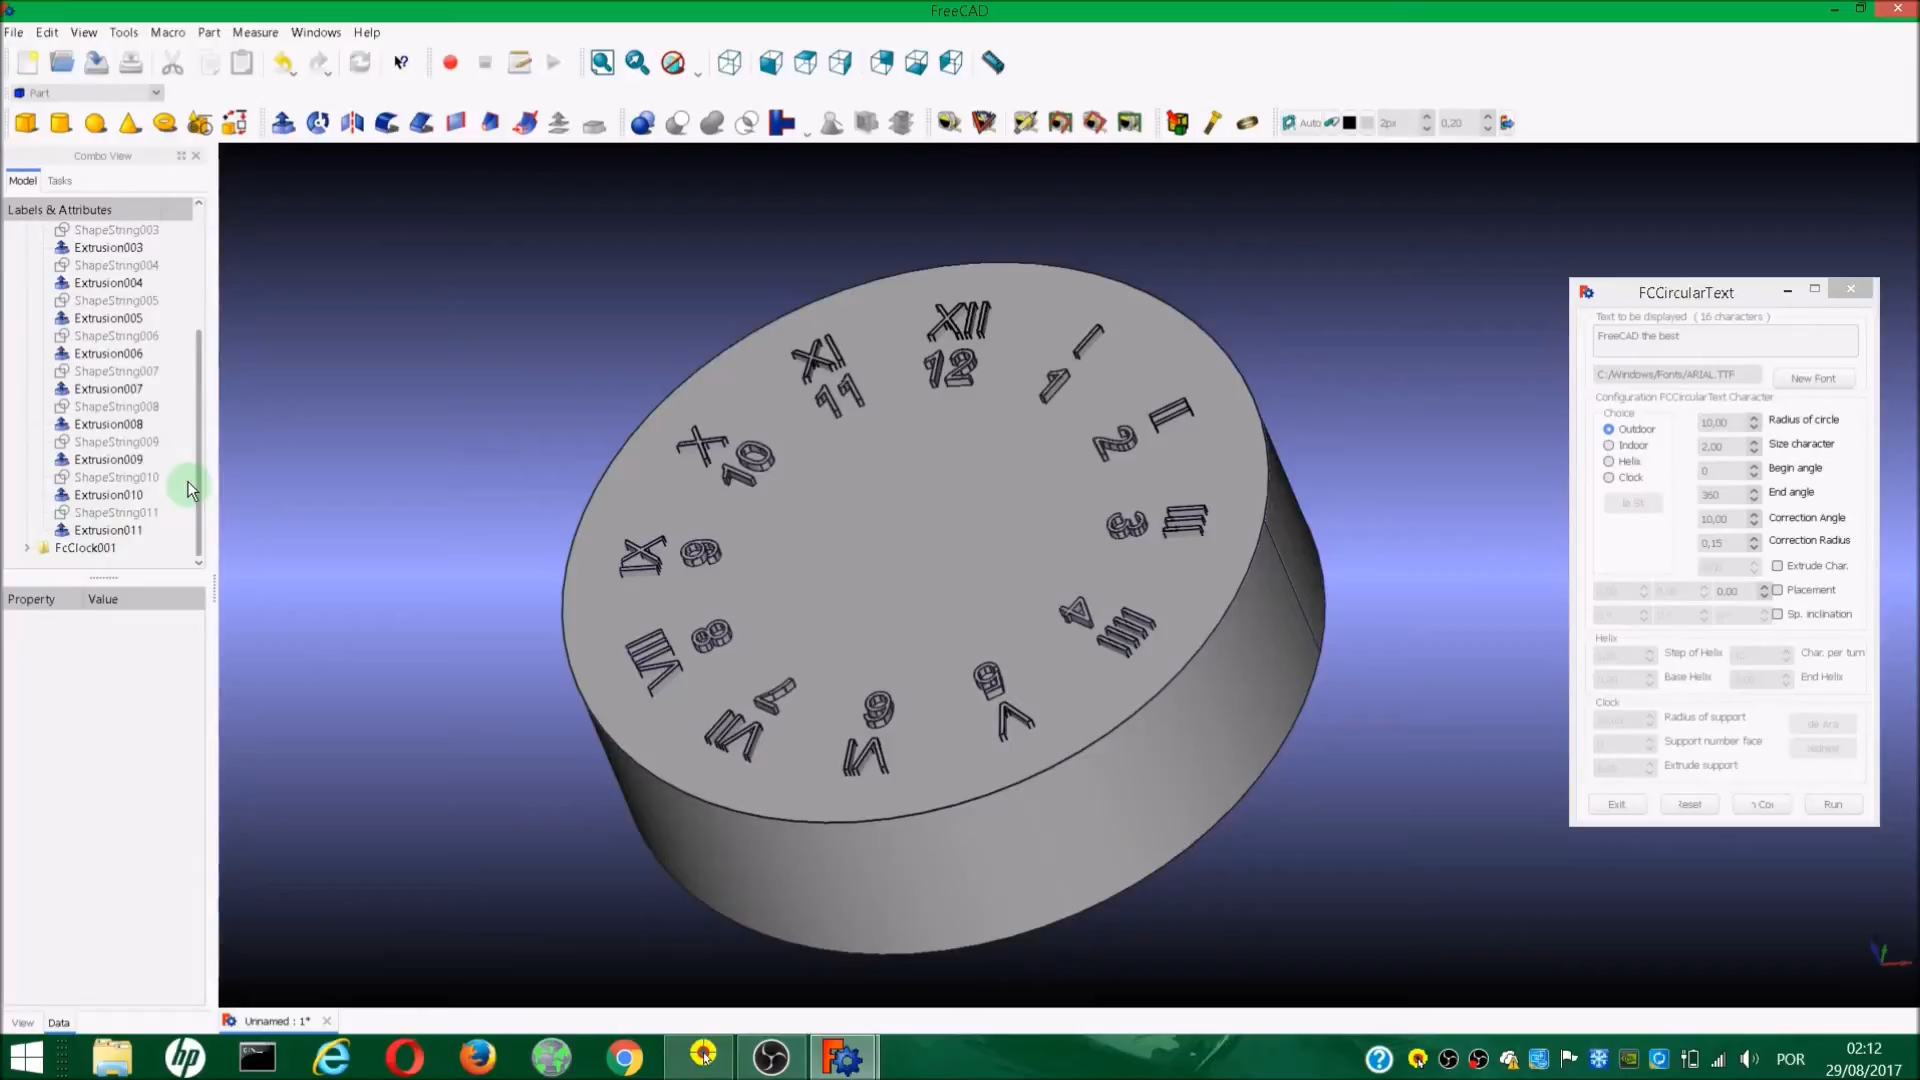 FreeCAD
File Edit View Tools Macro Part Measure Windows Help
Part
Auto 2px 0,20
Combo View
Model Tasks
Labels & Attributes
ShapeString003
Extrusion003
ShapeString004
Extrusion004
ShapeString005
Extrusion005
ShapeString006
Extrusion006
ShapeString007
Extrusion007
ShapeString008
Extrusion008
ShapeString009
Extrusion009
ShapeString010
Extrusion010
ShapeString011
Extrusion011
FcClock001
Property Value
View Data
XII
12
I
1
II
2
III
3
IIII
4
V
5
VI
6
VII
7
VIII
8
IX
9
X
10
XI
11
FCCircularText
Text to be displayed ( 16 characters )
FreeCAD the best
C:/Windows/Fonts/ARIAL.TTF New Font
Configuration FCCircularText Character
Choice
Outdoor
Indoor
Helix
Clock
10,00 Radius of circle
2,00 Size character
0 Begin angle
360 End angle
10,00 Correction Angle
0,15 Correction Radius
Extrude Char.
0,00 Placement
Sp. inclination
Helix
Step of Helix Char. per turn
Base Helix End Helix
Clock
Radius of support
Support number face
Extrude support
Exit Reset Run
Unnamed : 1*
hp
POR
02:12
29/08/2017